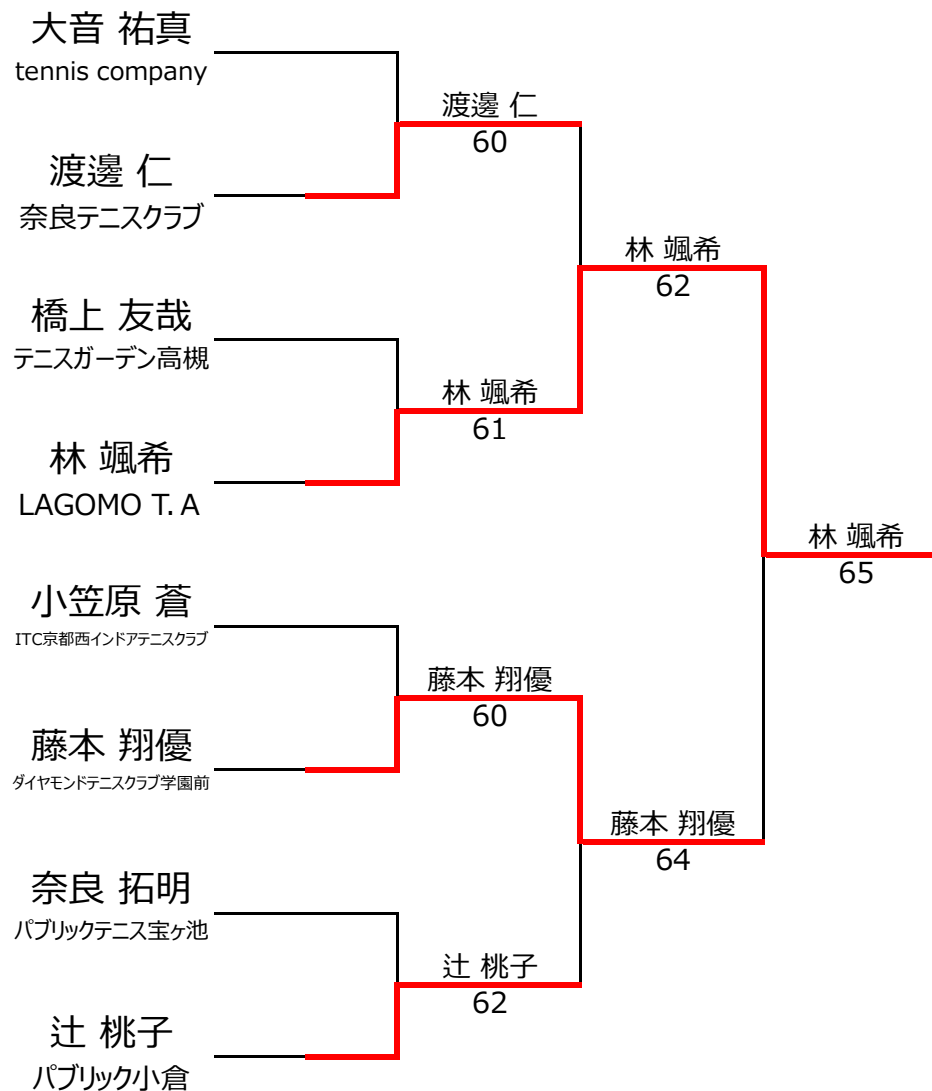 大音 祐真
tennis company
渡邊 仁
奈良テニスクラブ
橋上 友哉
テニスガーデン高槻
林 颯希
LAGOMO T. A
小笠原 蒼
ITC京都西インドアテニスクラブ
藤本 翔優
ダイヤモンドテニスクラブ学園前
奈良 拓明
パブリックテニス宝ヶ池
辻 桃子
パブリック小倉
渡邊 仁
60
林 颯希
61
藤本 翔優
60
辻 桃子
62
林 颯希
62
藤本 翔優
64
林 颯希
65